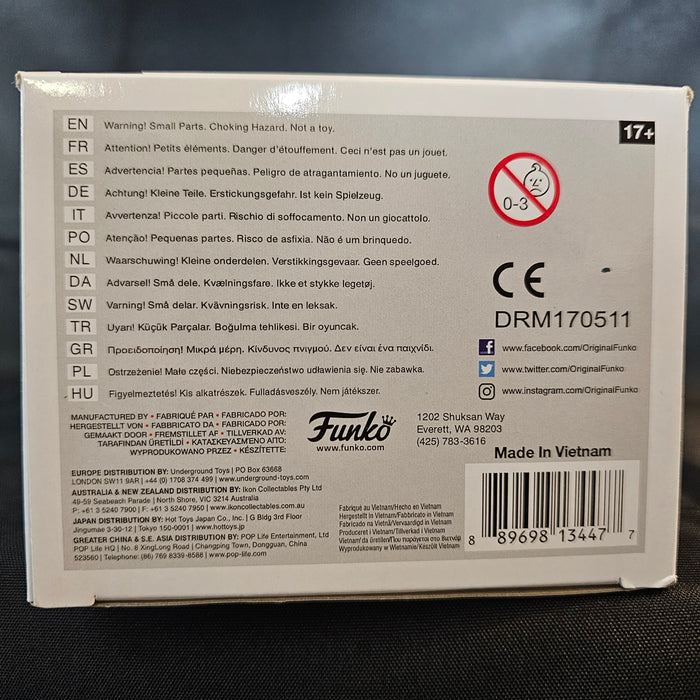 17+
EN Warning! Small Parts. Choking Hazard. Not a toy.
FR Attention! Petits éléments. Danger d'étouffement. Ceci n'est pas un jouet.
ES Advertencia! Partes pequeñas. Peligro de atragantamiento. No un juguete.
DE Achtung! Kleine Teile. Erstickungsgefahr. Ist kein Spielzeug.
IT Avvertenza! Piccole parti. Rischio di soffocamento. Non un giocattolo.
PO Atenção! Pequenas partes. Risco de asfixia. Não é um brinquedo.
NL Waarschuwing! Kleine onderdelen. Verstikkingsgevaar. Geen speelgoed.
DA Advarsel! Små dele. Kvælningsfare. Ikke et stykke legetøj.
SW Varning! Små delar. Kvävningsrisk. Inte en leksak.
TR Uyarı! Küçük Parçalar. Boğulma tehlikesi. Bir oyuncak.
GR Προειδοποίηση! Μικρά μέρη. Κίνδυνος πνιγμού. Δεν είναι ένα παιχνίδι.
PL Ostrzeżenie! Małe części. Niebezpieczeństwo udławienia się. Nie zabawka.
HU Figyelmeztetés! Kis alkatrészek. Fulladásveszély. Nem játékszer.
0-3
CE
DRM170511
www.facebook.com/OriginalFunko
www.twitter.com/OriginalFunko
www.instagram.com/OriginalFunko
MANUFACTURED BY • FABRIQUÉ PAR • FABRICADO POR:
HERGESTELLT VON • FABBRICATO DA • FABRICADO POR:
GEMAAKT DOOR • FREMSTILLET AF • TILLVERKAD AV:
TARAFINDAN ÜRETİLDİ • ΚΑΤΑΣΚΕΥΑΣΜΕΝΟ ΑΠΟ:
WYPRODUKOWANO PRZEZ • KÉSZÍTETTE:
Funko
www.funko.com
1202 Shuksan Way
Everett, WA 98203
(425) 783-3616
EUROPE DISTRIBUTION BY: Underground Toys | PO Box 63668
LONDON SW11 9AR | +44 (0) 1708 374 499 | www.underground-toys.com
AUSTRALIA & NEW ZEALAND DISTRIBUTION BY: Ikon Collectables Pty Ltd
49-59 Seabeach Parade | North Shore, VIC 3214 Australia
P: +61 3 5240 7900 | F: +61 3 5240 7950 | www.ikoncollectables.com.au
JAPAN DISTRIBUTION BY: Hot Toys Japan Co., Inc. | G Bldg 3rd Floor
Jingumae 3-30-12 | Tokyo 150-0001 | www.hottoys.jp
GREATER CHINA & S.E. ASIA DISTRIBUTION BY: POP Life Entertainment, Ltd
POP Life HQ | No. 8 XingLong Road | Changping Town, Dongguan, China
523560 | Telephone: (86) 769 8339-8588 | www.pop-life.com
Made In Vietnam
Fabriqué au Vietnam/Hecho en Vietnam
Hergestellt in Vietnam/Fabbricato in Vietnam
Fabricado na Vietnã/Vervaardigd in Vietnam
Produceret i Vietnam/Tillverkad i Vietnam
Vietnam'da üretilen/Που παράγεται στο Βιετνάμ
Wyprodukowany w Wietnamie/Készült Vietnam
8 89698 13447 7